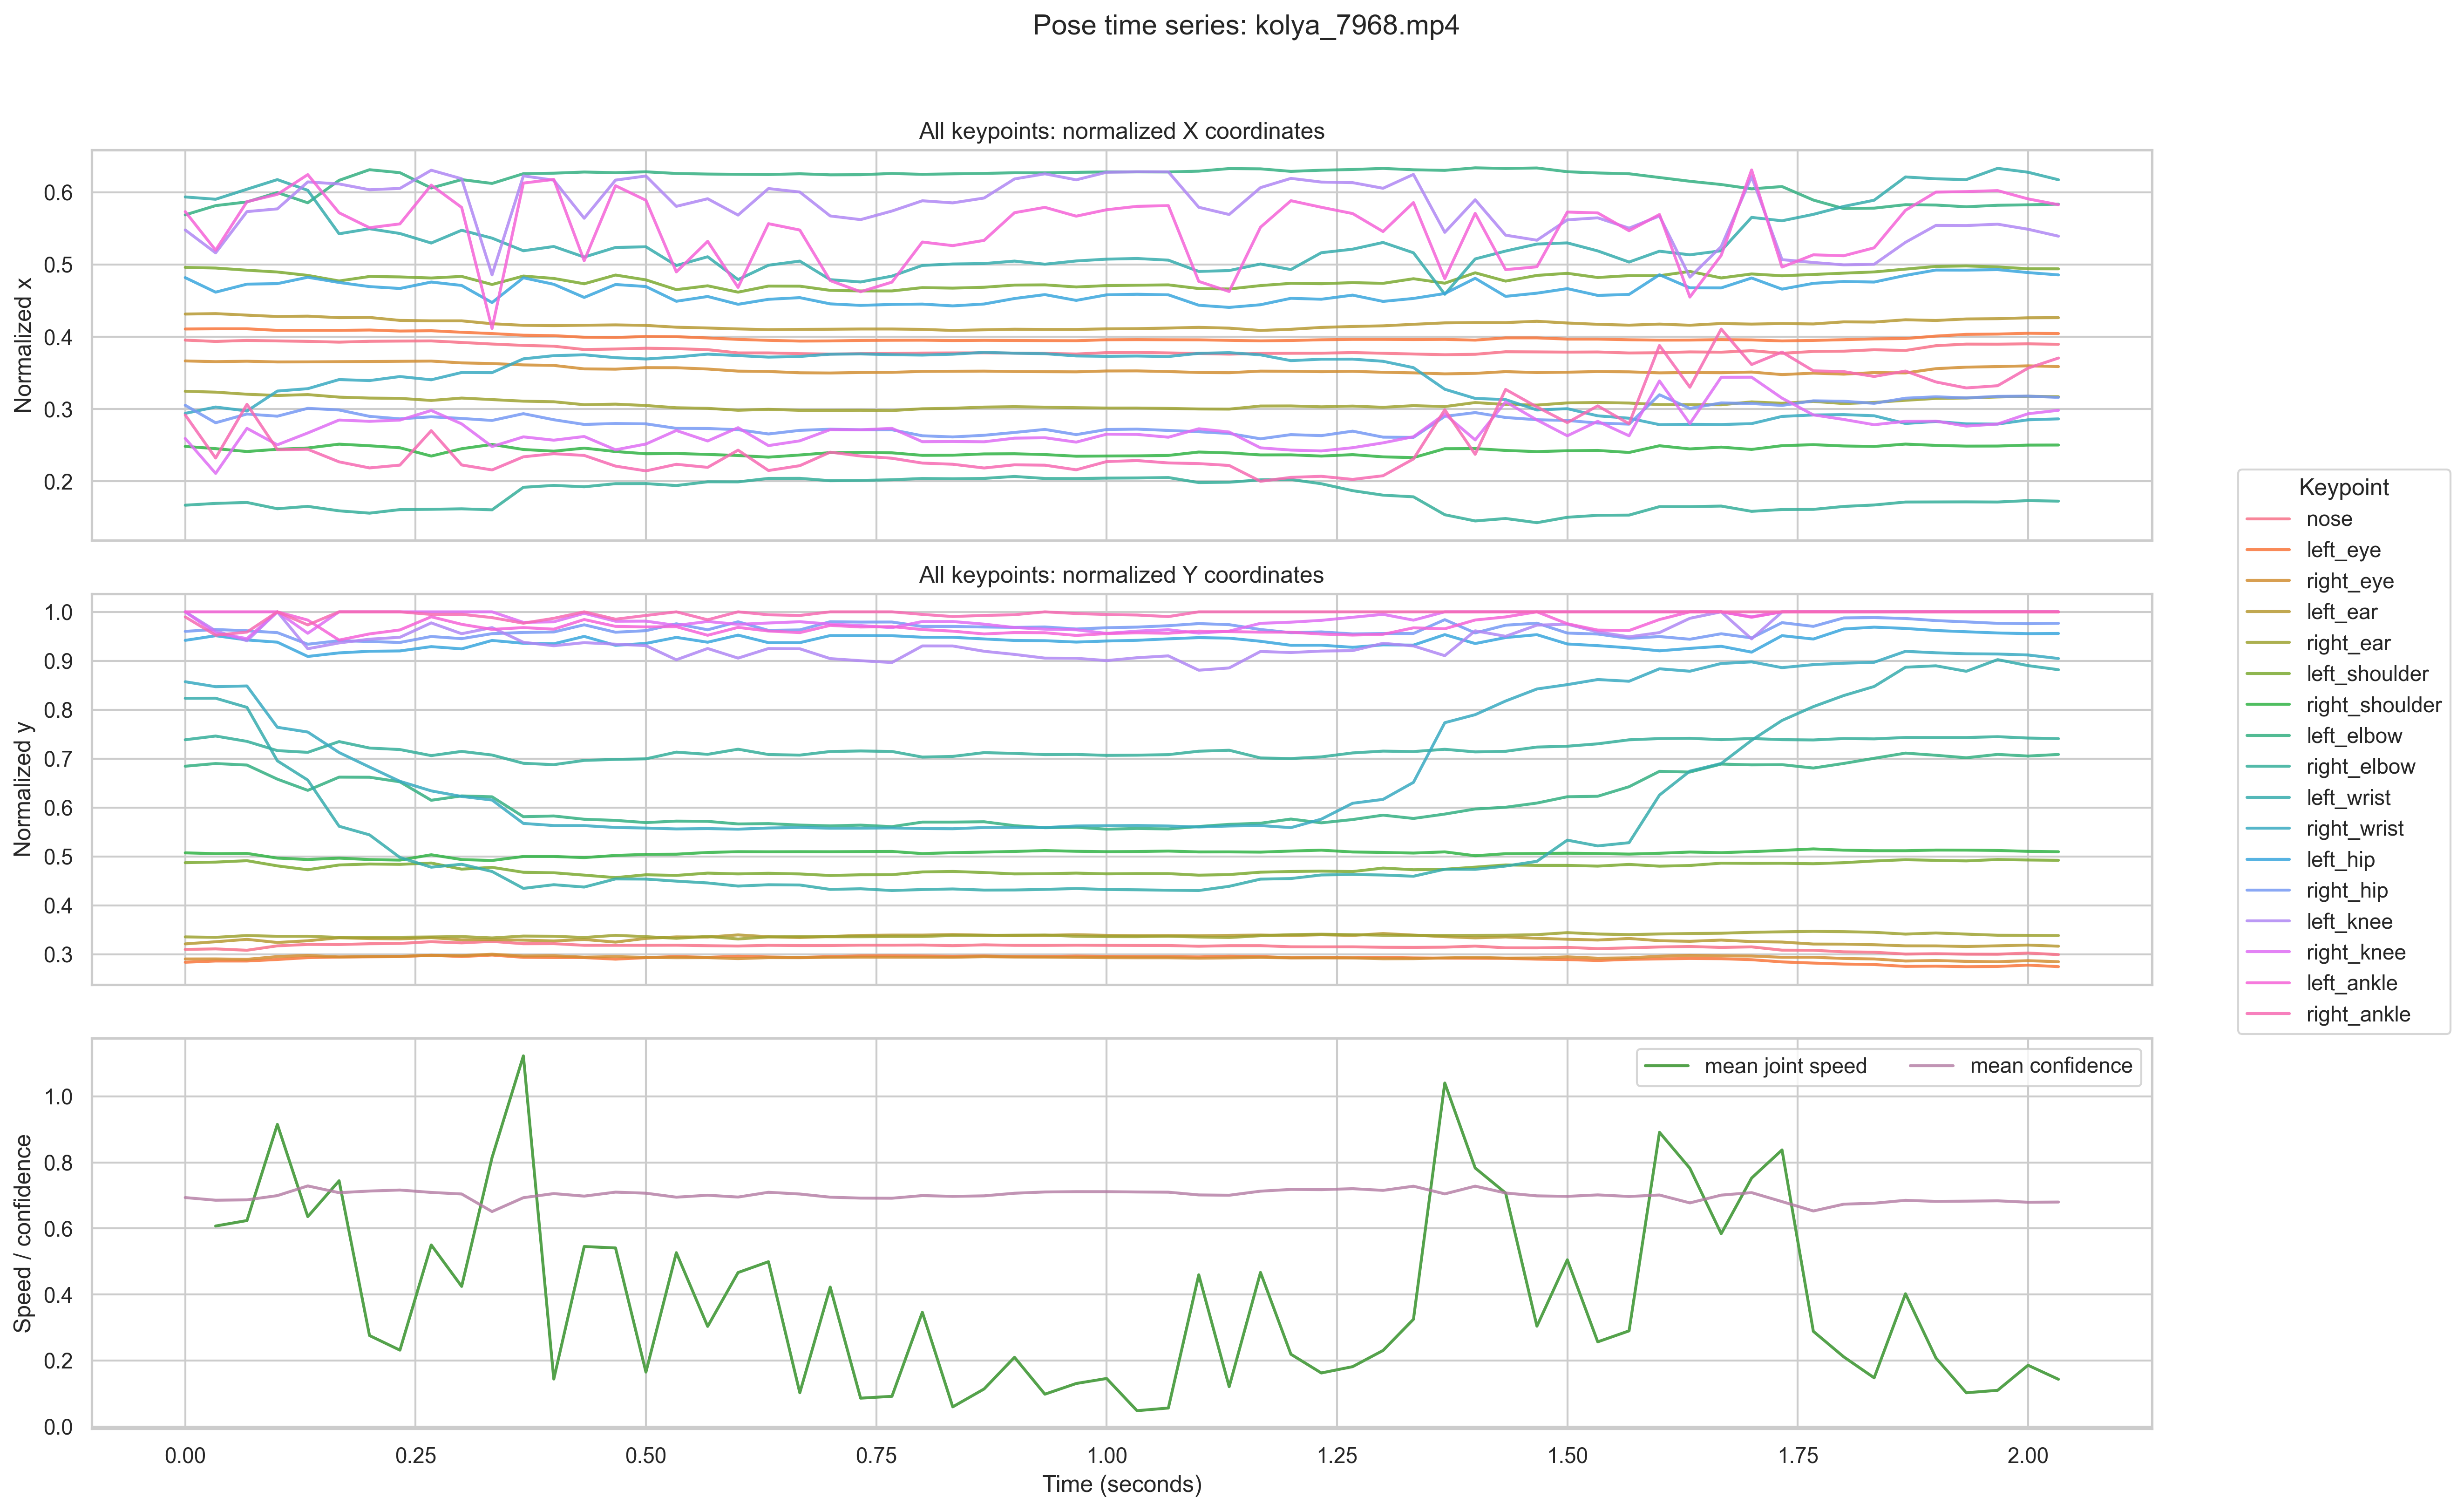 Pose time series: kolya_7968.mp4
All keypoints: normalized X coordinates
Normalized x
0.6
0.5
0.4
0.3
0.2
All keypoints: normalized Y coordinates
Normalized y
1.0
0.9
0.8
0.7
0.6
0.5
0.4
0.3
Keypoint
nose
left_eye
right_eye
left_ear
right_ear
left_shoulder
right_shoulder
left_elbow
right_elbow
left_wrist
right_wrist
left_hip
right_hip
left_knee
right_knee
left_ankle
right_ankle
mean joint speed
mean confidence
Speed / confidence
1.0
0.8
0.6
0.4
0.2
0.0
0.00 0.25 0.50 0.75 1.00 1.25 1.50 1.75 2.00
Time (seconds)